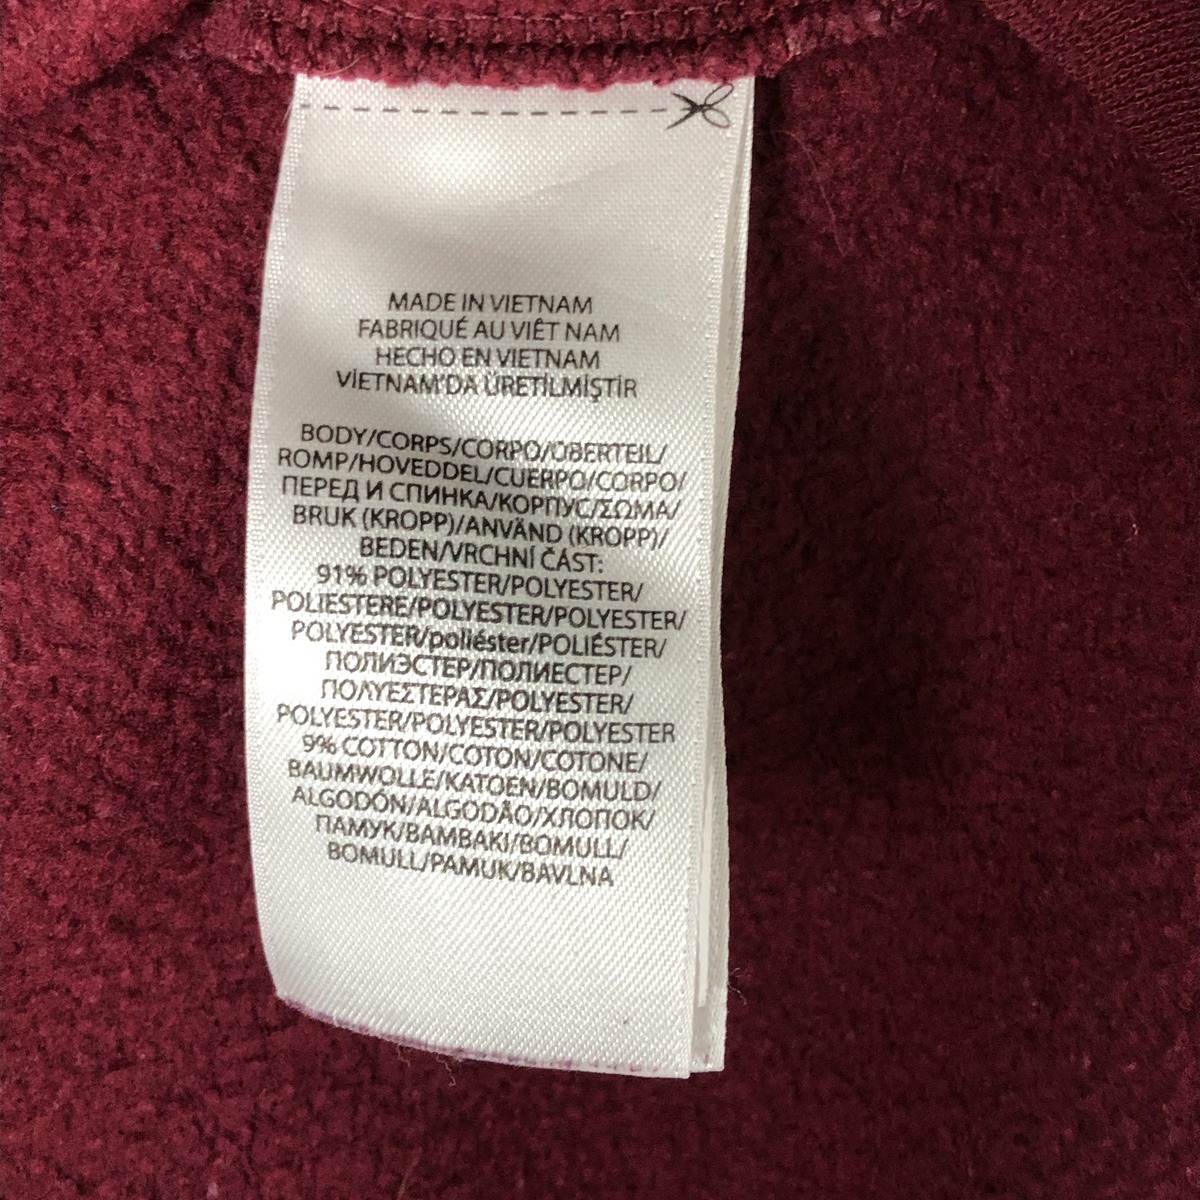 MADE IN VIETNAM
FABRIQUÉ AU VIÊT NAM
HECHO EN VIETNAM
VİETNAM'DA ÜRETİLMİŞTİR
BODY/CORPS/CORPO/OBERTEIL/
ROMP/HOVEDDEL/CUERPO/CORPO/
ПЕРЕД И СПИНКА/КОРПУС/ΣΩΜΑ/
BRUK (KROPP)/ANVÄND (KROPP)/
BEDEN/VRCHNÍ ČÁST:
91% POLYESTER/POLYESTER/
POLIESTERE/POLYESTER/POLYESTER/
POLYESTER/poliéster/POLIÉSTER/
ПОЛИЭСТЕР/ПОЛИЕСТЕР/
ΠΟΛΥΕΣΤΕΡΑΣ/POLYESTER/
POLYESTER/POLYESTER/POLYESTER
9% COTTON/COTON/COTONE/
BAUMWOLLE/KATOEN/BOMULD/
ALGODÓN/ALGODÃO/ХЛОПОК/
ПАМУК/ΒΑΜΒΑΚΙ/BOMULL/
BOMULL/PAMUK/BAVLNA